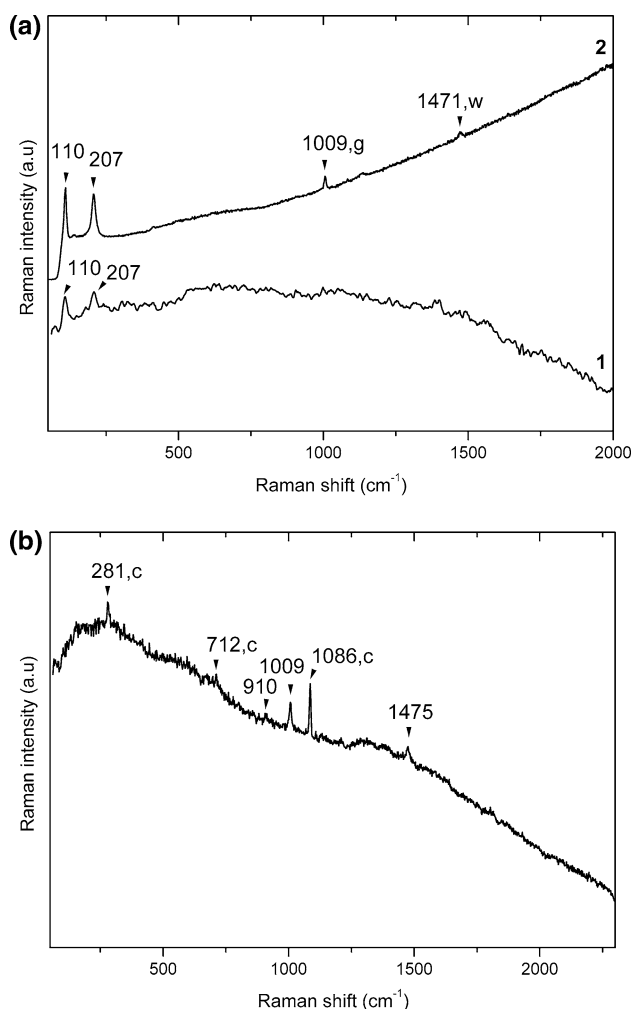 (a)
2
1471,w
1009,g
110
207
110
207
1
Raman intensity (a.u)
500
1000
1500
2000
Raman shift (cm⁻¹)
(b)
281,c
712,c
1086,c
1009
910
1475
Raman intensity (a.u)
500
1000
1500
2000
Raman shift (cm⁻¹)